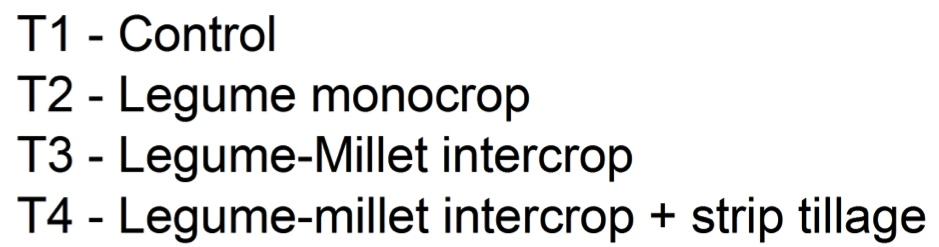 T1 - Control
T2 - Legume monocrop
T3 - Legume-Millet intercrop
T4 - Legume-millet intercrop + strip tillage